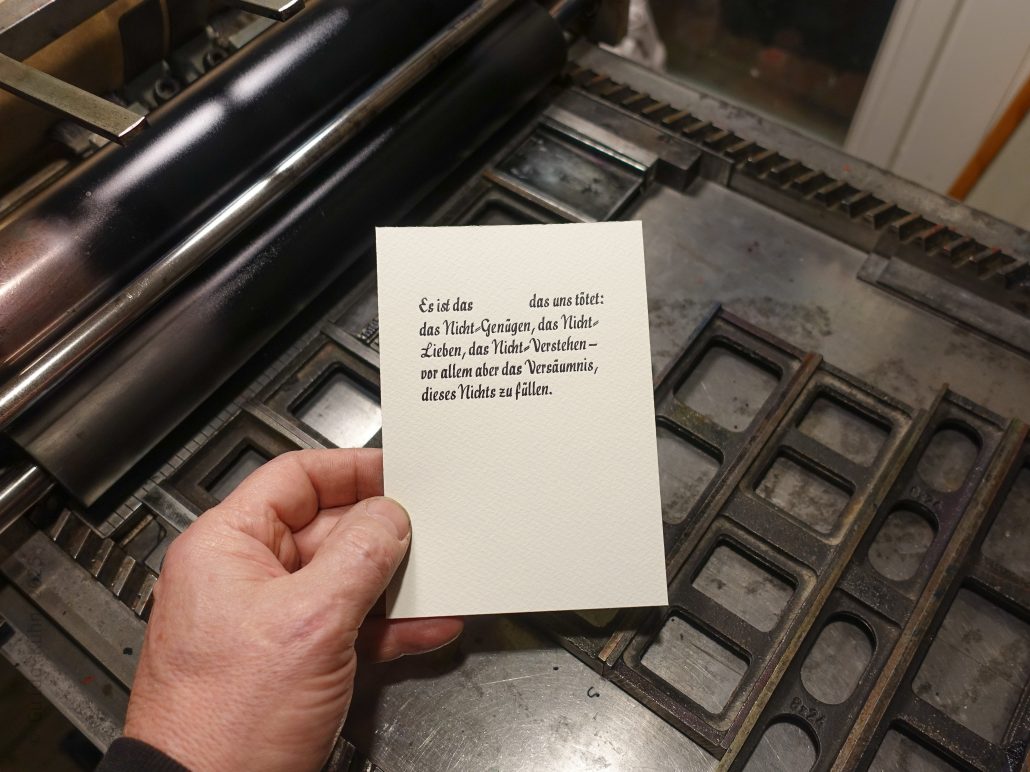 Es ist das          das uns tötet:
das Nicht-Genügen, das Nicht-
Lieben, das Nicht-Verstehen –
vor allem aber das Versäumnis,
dieses Nichts zu füllen.